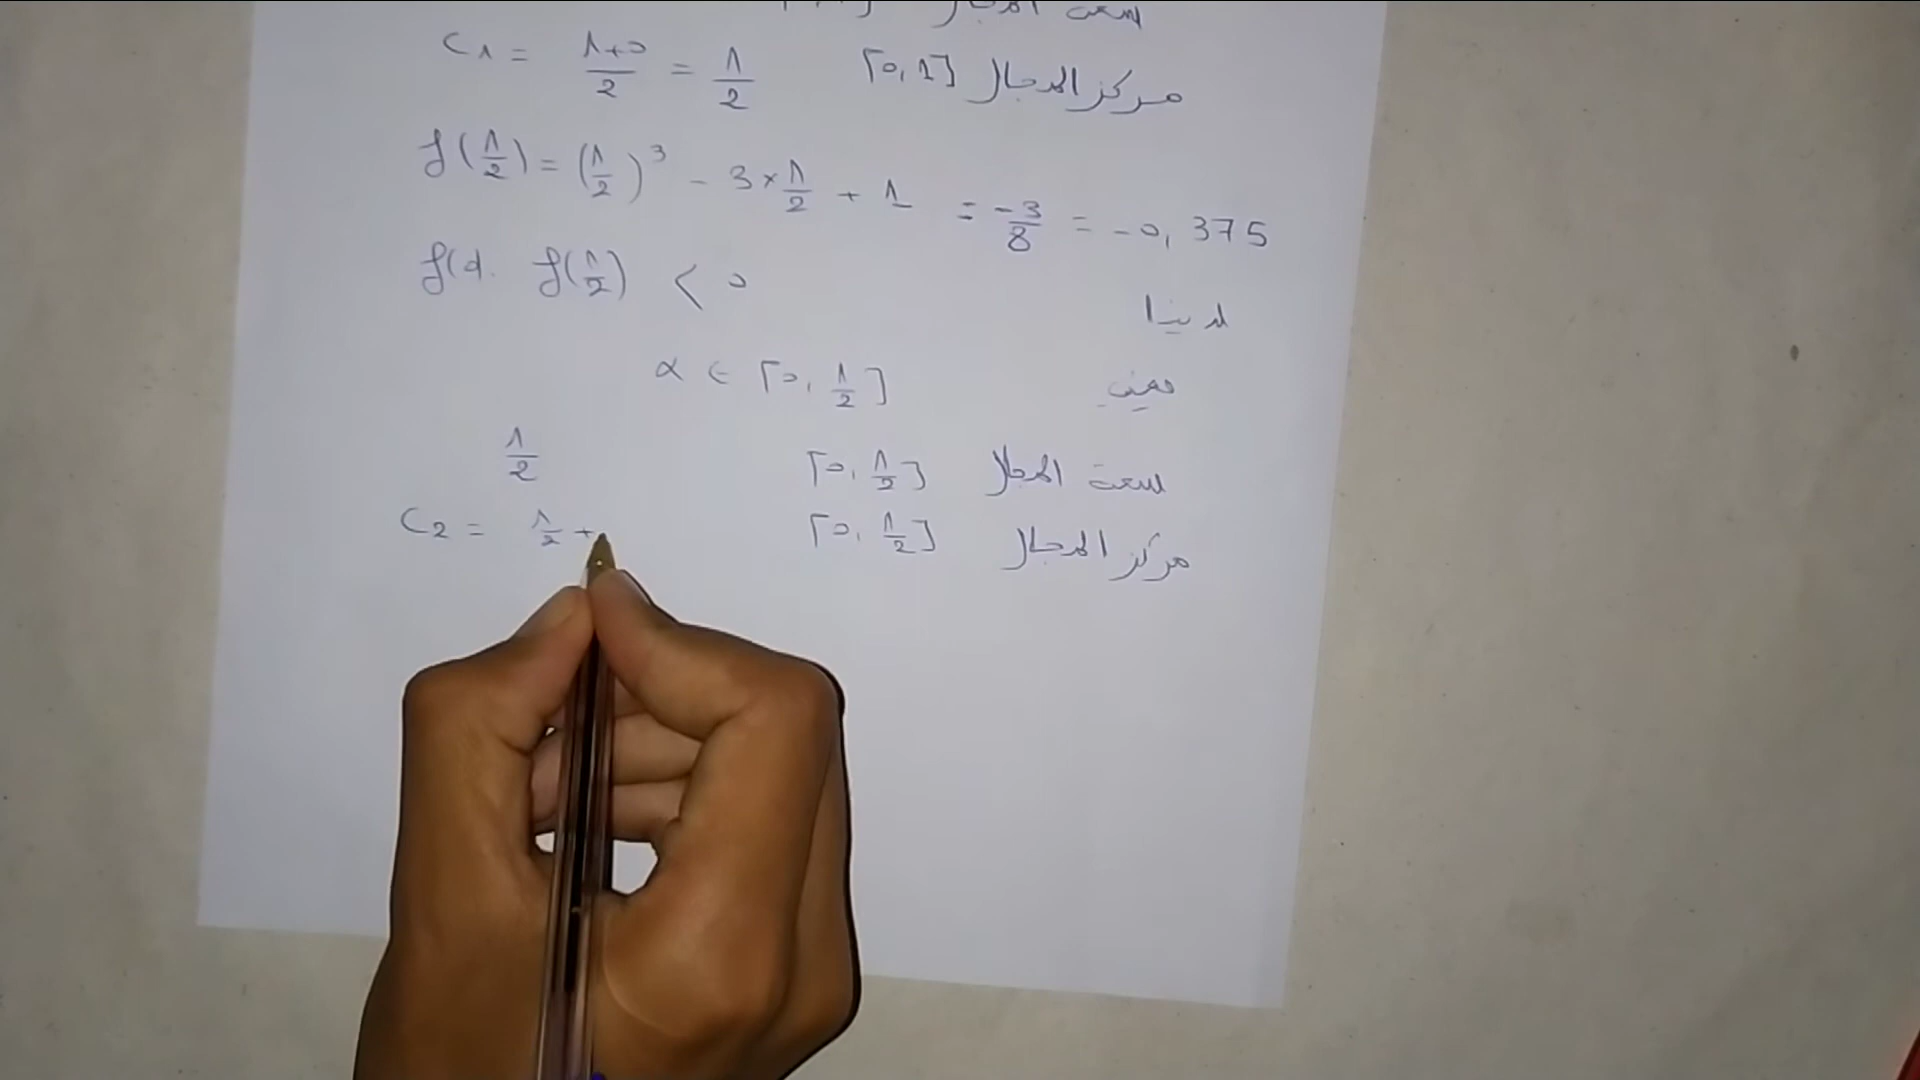 سعة المجال
C1 = (1+0)/2 = 1/2 [0, 1] مركز المجال
f(1/2) = (1/2)^3 - 3×1/2 + 1 = -3/8 = -0,375
لدينا f(1/2) < 0
α ∈ [0, 1/2]
1/2 [0, 1/2] سعة المجال
C2 = 1/2 + [0, 1/2] مركز المجال